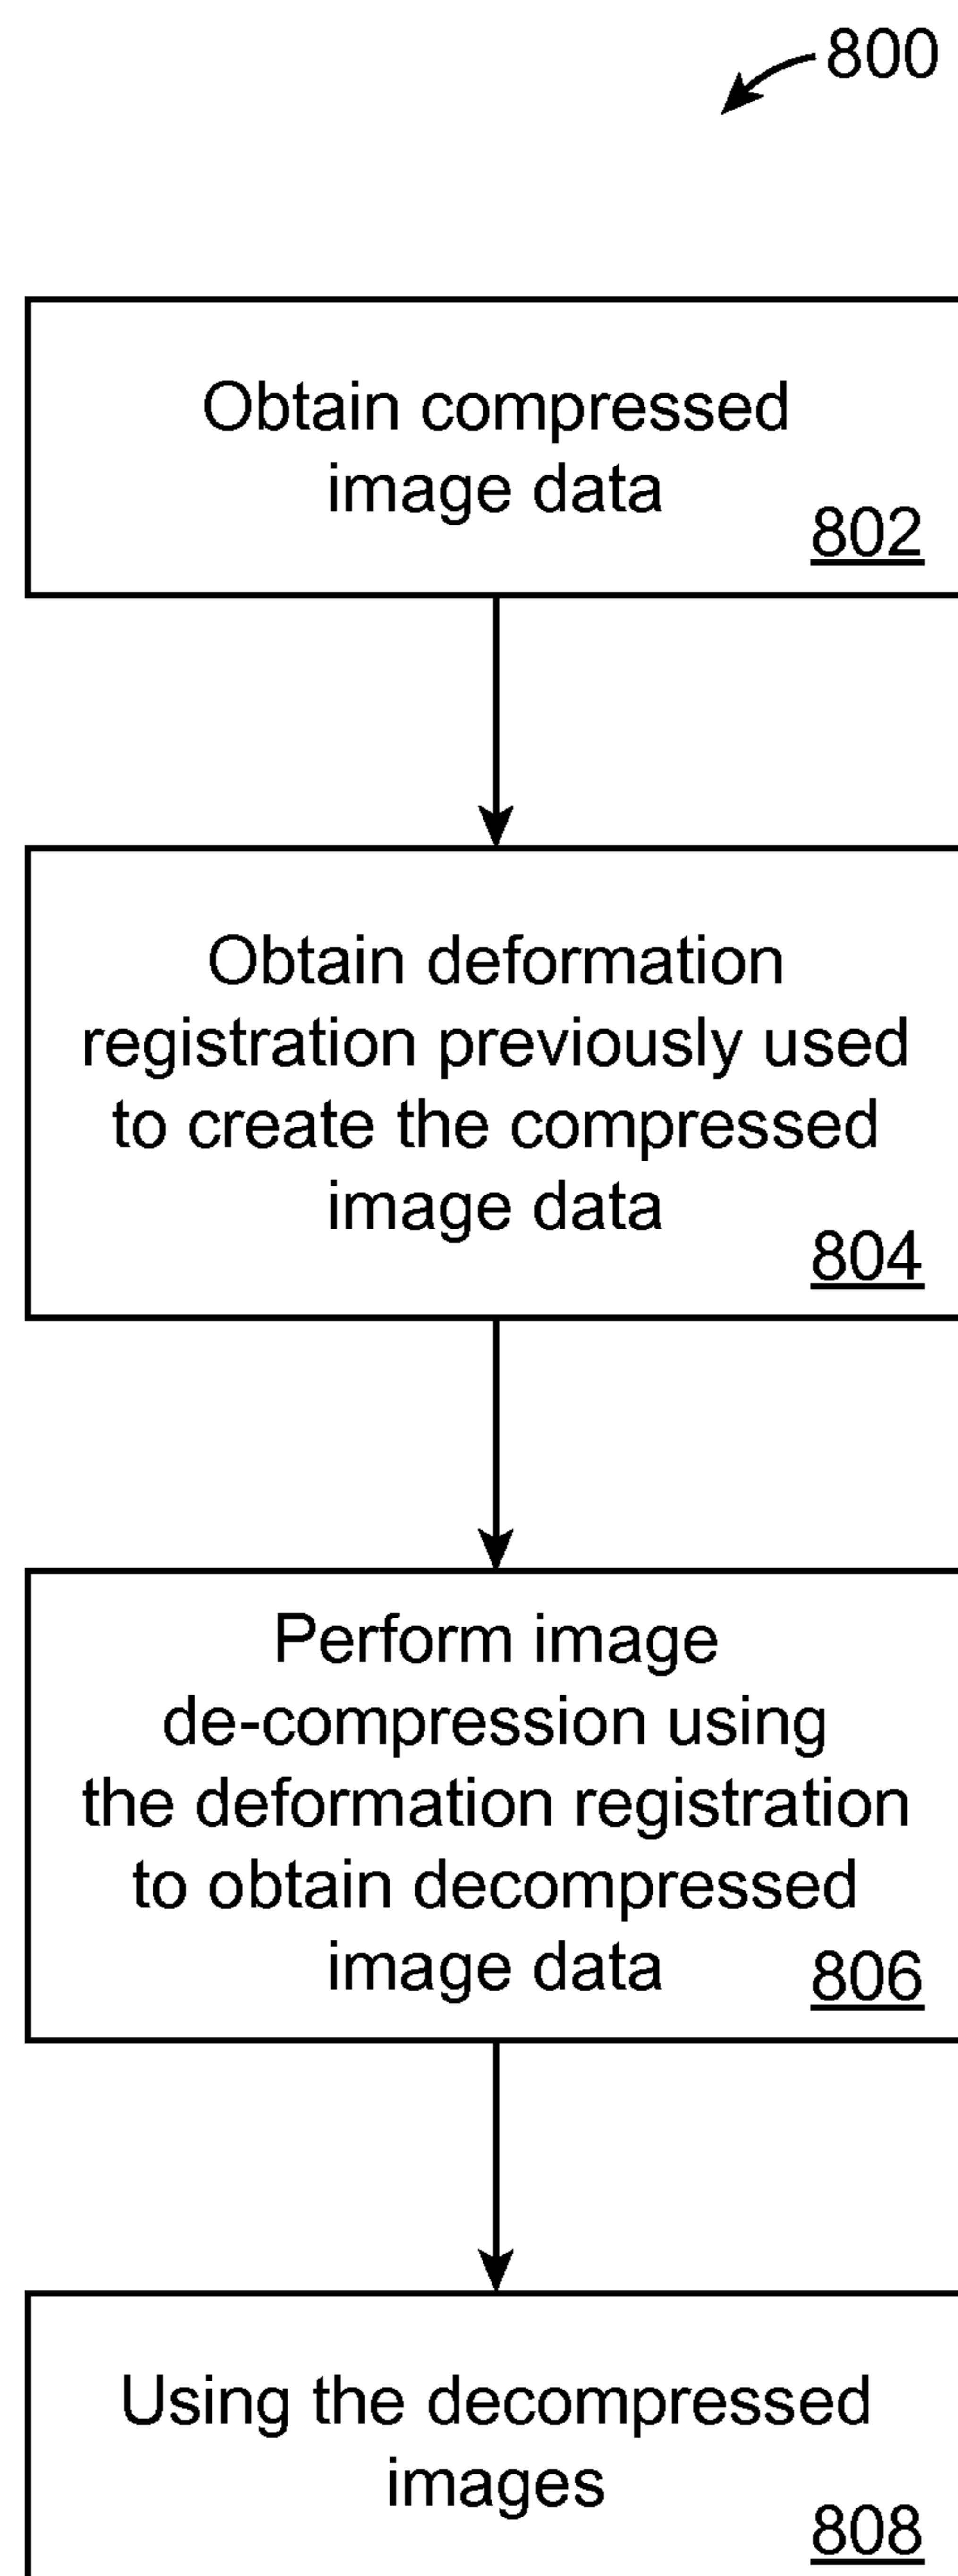 800
Obtain compressed
image data
802
Obtain deformation
registration previously used
to create the compressed
image data
804
Perform image
de-compression using
the deformation registration
to obtain decompressed
image data
806
Using the decompressed
images
808